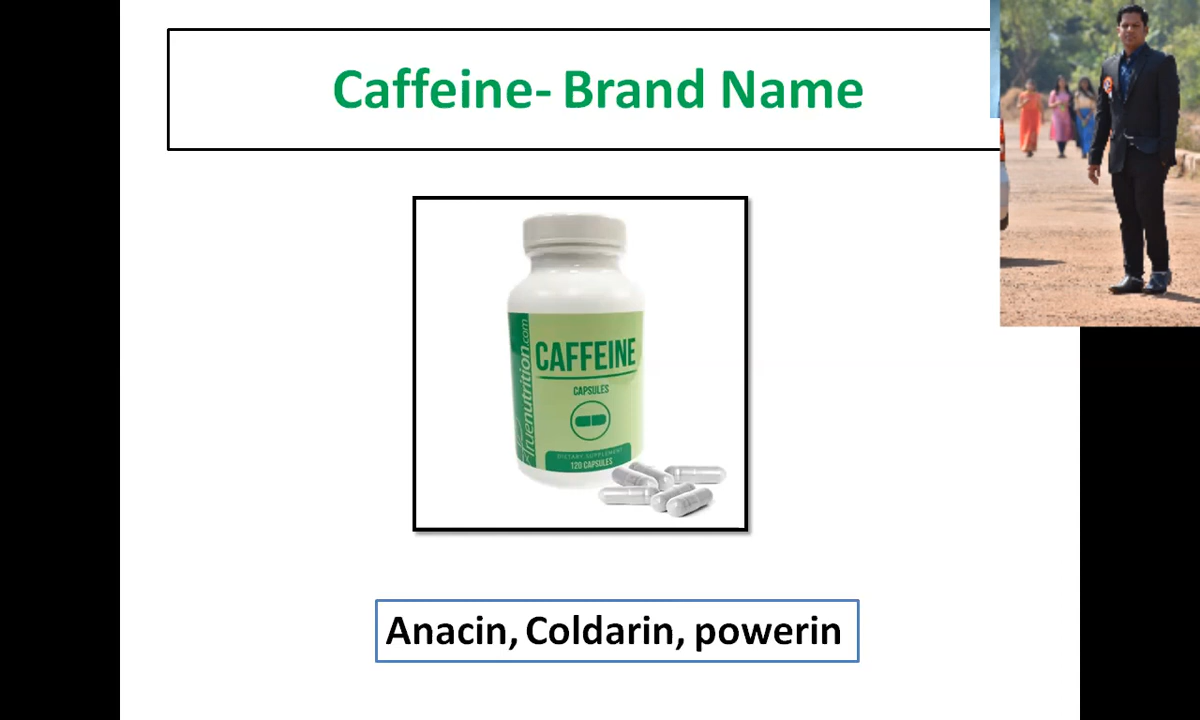 Caffeine- Brand Name
Truenutrition.com
CAFFEINE
CAPSULES
DIETARY SUPPLEMENT
120 CAPSULES
Anacin, Coldarin, powerin